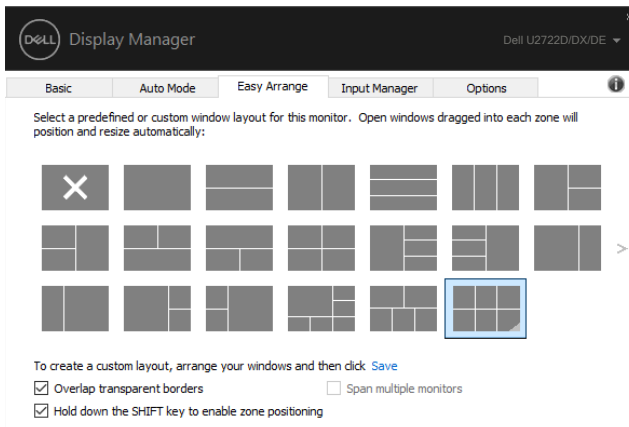 DELL Display Manager Dell U2722D/DX/DE
Basic Auto Mode Easy Arrange Input Manager Options
Select a predefined or custom window layout for this monitor. Open windows dragged into each zone will
position and resize automatically:
To create a custom layout, arrange your windows and then click Save
Overlap transparent borders Span multiple monitors
Hold down the SHIFT key to enable zone positioning